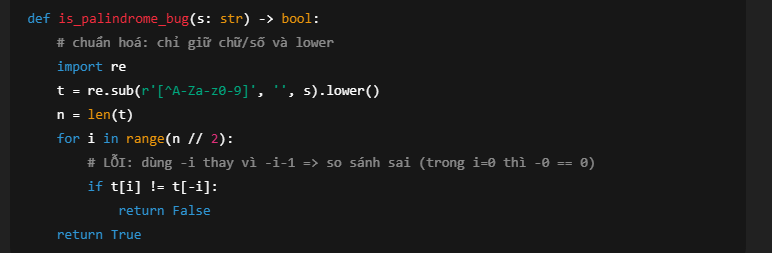 def is_palindrome_bug(s: str) -> bool:
    # chuẩn hoá: chỉ giữ chữ/số và lower
    import re
    t = re.sub(r'[^A-Za-z0-9]', '', s).lower()
    n = len(t)
    for i in range(n // 2):
        # LỖI: dùng -i thay vì -i-1 => so sánh sai (trong i=0 thì -0 == 0)
        if t[i] != t[-i]:
            return False
    return True